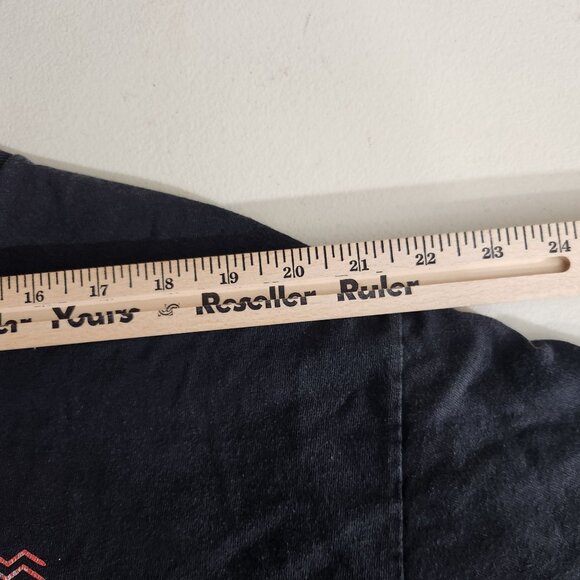 16 17 18 19 20 21 22 23 24
Yours Reseller Ruler